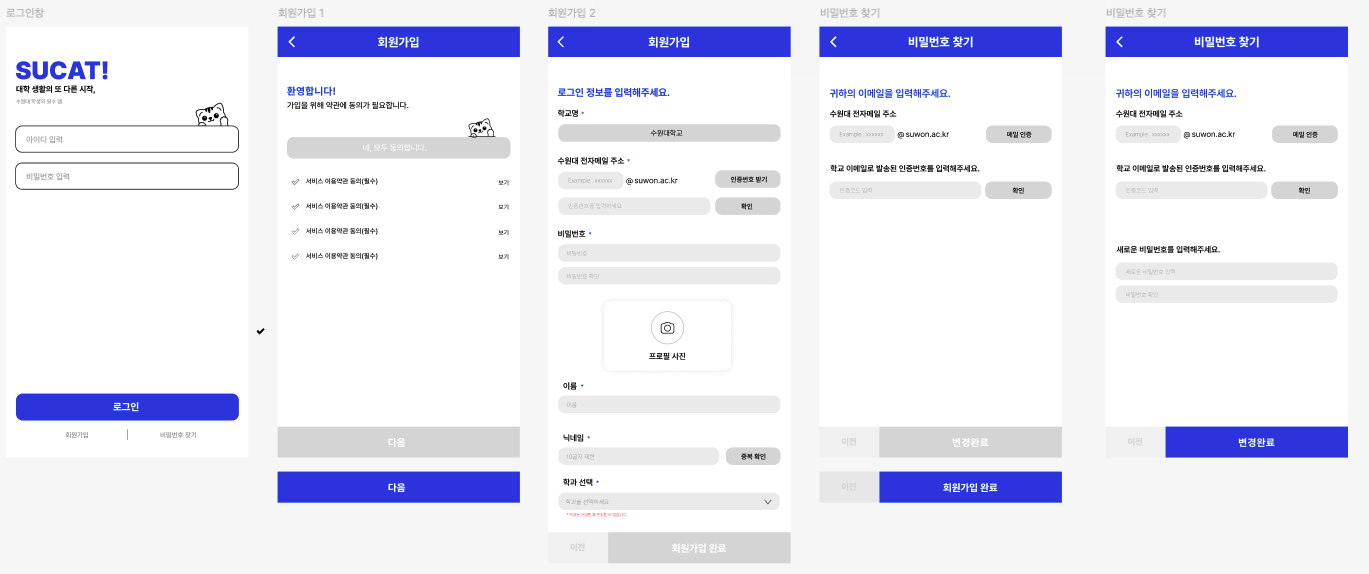 로그인창
SUCAT!
대학 생활의 또 다른 시작,
수원대 학생의 필수 앱!
아이디 입력
비밀번호 입력
로그인
회원가입
비밀번호 찾기
회원가입 1
회원가입
환영합니다!
가입을 위해 약관에 동의가 필요합니다.
네, 모두 동의합니다.
서비스 이용약관 동의(필수) 보기
서비스 이용약관 동의(필수) 보기
서비스 이용약관 동의(필수) 보기
서비스 이용약관 동의(필수) 보기
다음
다음
회원가입 2
회원가입
로그인 정보를 입력해주세요.
학교명 *
수원대학교
수원대 전자메일 주소 *
Example : xxxxxx @ suwon.ac.kr 인증번호 받기
인증번호를 입력하세요 확인
비밀번호 *
비밀번호
비밀번호 확인
프로필 사진
이름 *
이름
닉네임 *
10글자 제한 중복 확인
학과 선택 *
학과를 선택하세요
이전 회원가입 완료
비밀번호 찾기
비밀번호 찾기
귀하의 이메일을 입력해주세요.
수원대 전자메일 주소
Example : xxxxxx @ suwon.ac.kr 메일 인증
학교 이메일로 발송된 인증번호를 입력해주세요.
인증코드 입력 확인
이전 변경완료
이전 회원가입 완료
비밀번호 찾기
비밀번호 찾기
귀하의 이메일을 입력해주세요.
수원대 전자메일 주소
Example : xxxxxx @ suwon.ac.kr 메일 인증
학교 이메일로 발송된 인증번호를 입력해주세요.
인증코드 입력 확인
새로운 비밀번호를 입력해주세요.
새로운 비밀번호 입력
비밀번호 확인
이전 변경완료